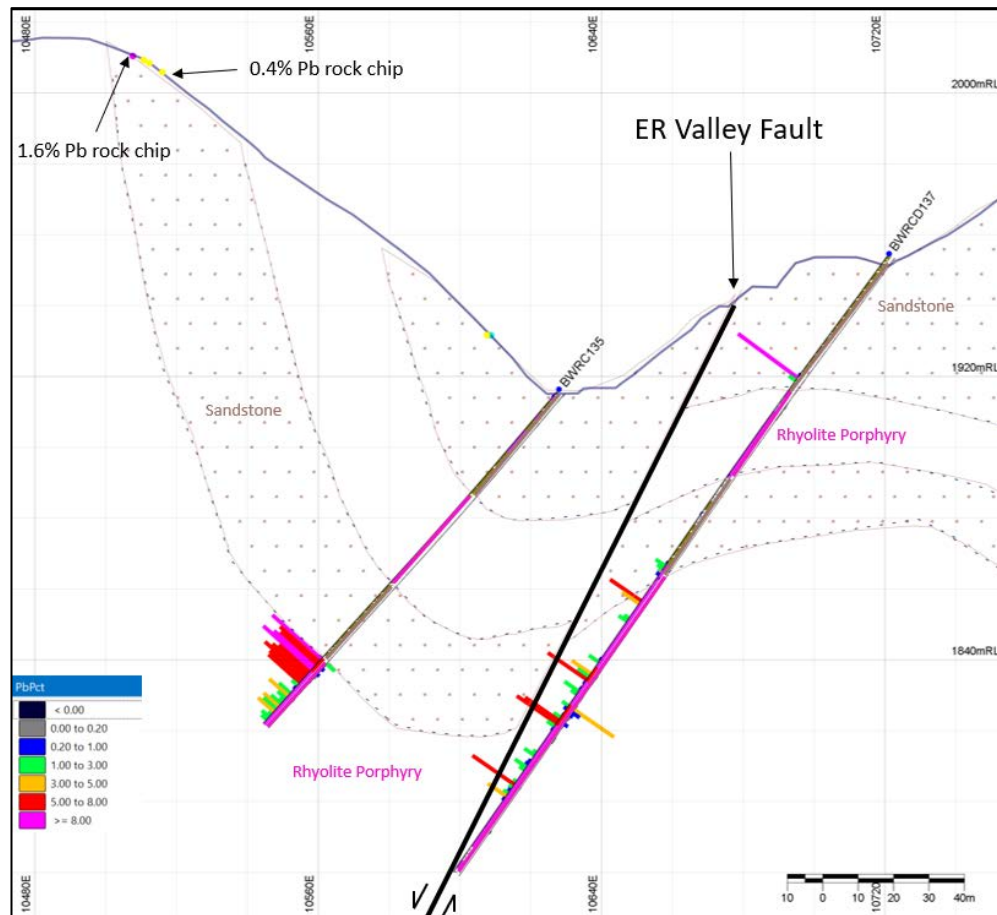 10480E
10560E
10640E
10720E
0.4% Pb rock chip
2000mRL
ER Valley Fault
1.6% Pb rock chip
BWRCD137
Sandstone
1920mRL
BWRC135
Sandstone
Rhyolite Porphyry
1840mRL
PbPct
< 0.00
0.00 to 0.20
0.20 to 1.00
1.00 to 3.00
3.00 to 5.00
5.00 to 8.00
>= 8.00
Rhyolite Porphyry
10480E
10560E
10640E
10720E
10 0 10 20 30 40m